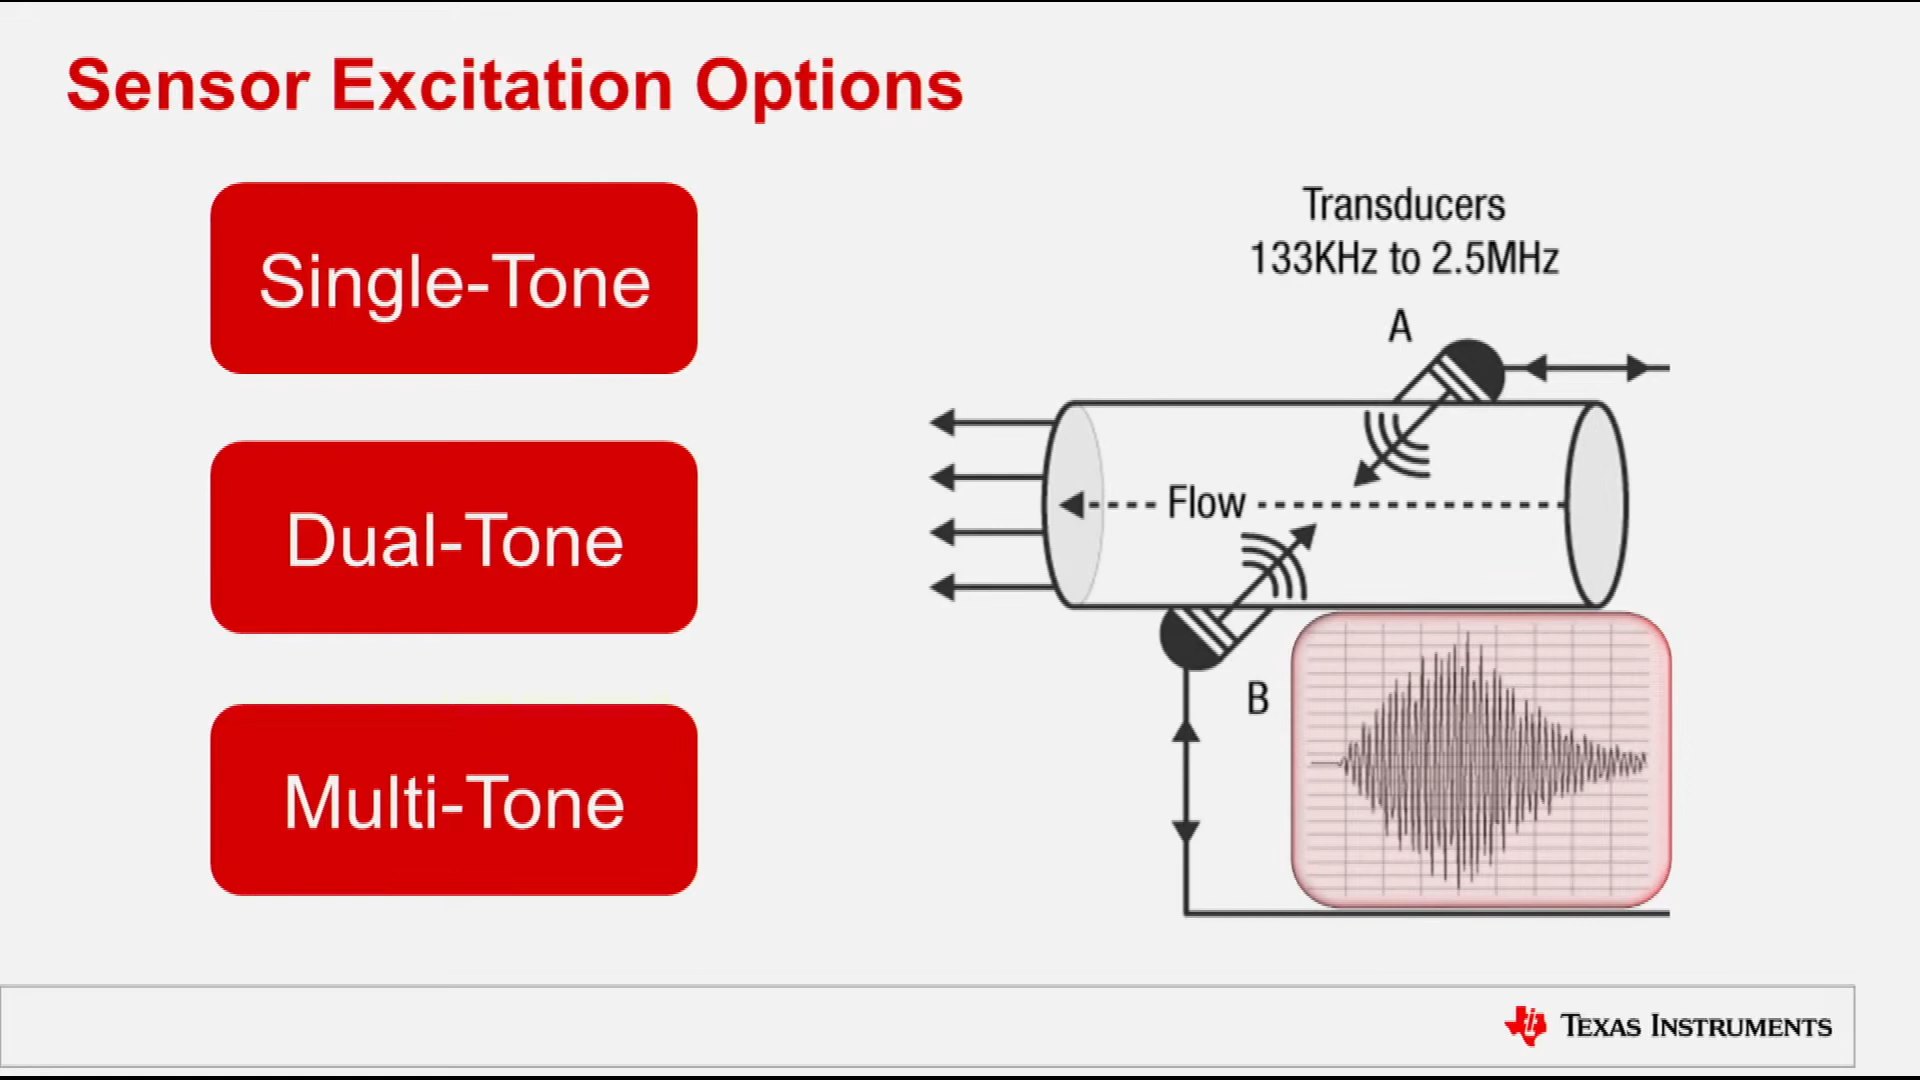 Sensor Excitation Options
Single-Tone
Dual-Tone
Multi-Tone
Transducers
133KHz to 2.5MHz
A
Flow
B
TEXAS INSTRUMENTS